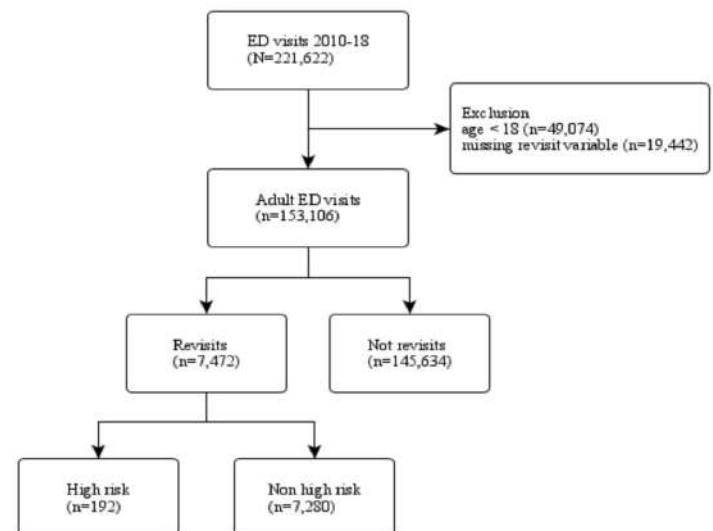 ED visits 2010-18
(N=221,622)
Exclusion
age < 18 (n=49,074)
missing revisit variable (n=19,442)
Adult ED visits
(n=153,106)
Revisits
(n=7,472)
Not revisits
(n=145,634)
High risk
(n=192)
Non high risk
(n=7,280)